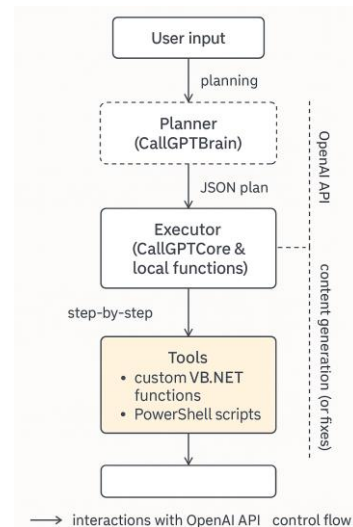 User input
planning
Planner
(CallGPTBrain)
JSON plan
OpenAI API
Executor
(CallGPTCore &
local functions)
content generation (or fixes)
step-by-step
Tools
• custom VB.NET
functions
• PowerShell scripts
interactions with OpenAI API control flow